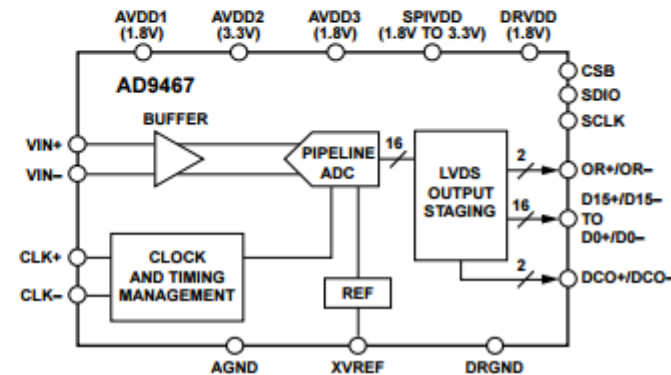 AVDD1 AVDD2 AVDD3 SPIVDD DRVDD
(1.8V) (3.3V) (1.8V) (1.8V TO 3.3V) (1.8V)
AD9467
CSB
SDIO
SCLK
BUFFER
VIN+
VIN–
PIPELINE
ADC
16
LVDS
OUTPUT
STAGING
2
OR+/OR–
16
D15+/D15–
TO
D0+/D0–
2
DCO+/DCO–
CLK+
CLK–
CLOCK
AND TIMING
MANAGEMENT
REF
AGND XVREF DRGND